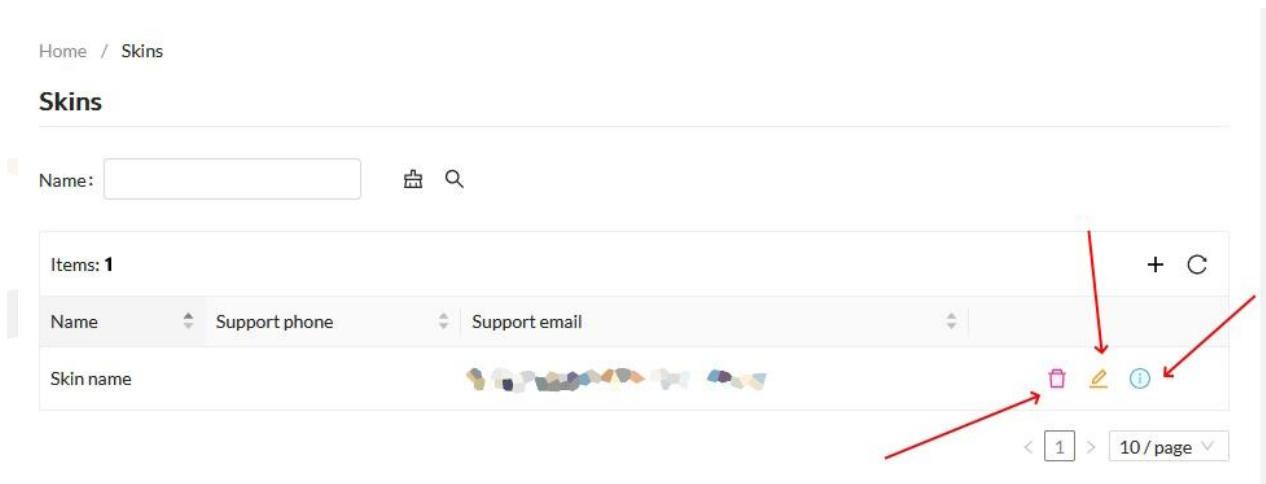 Home / Skins
Skins
Name:
Items: 1
Name Support phone Support email
Skin name
< 1 > 10 / page